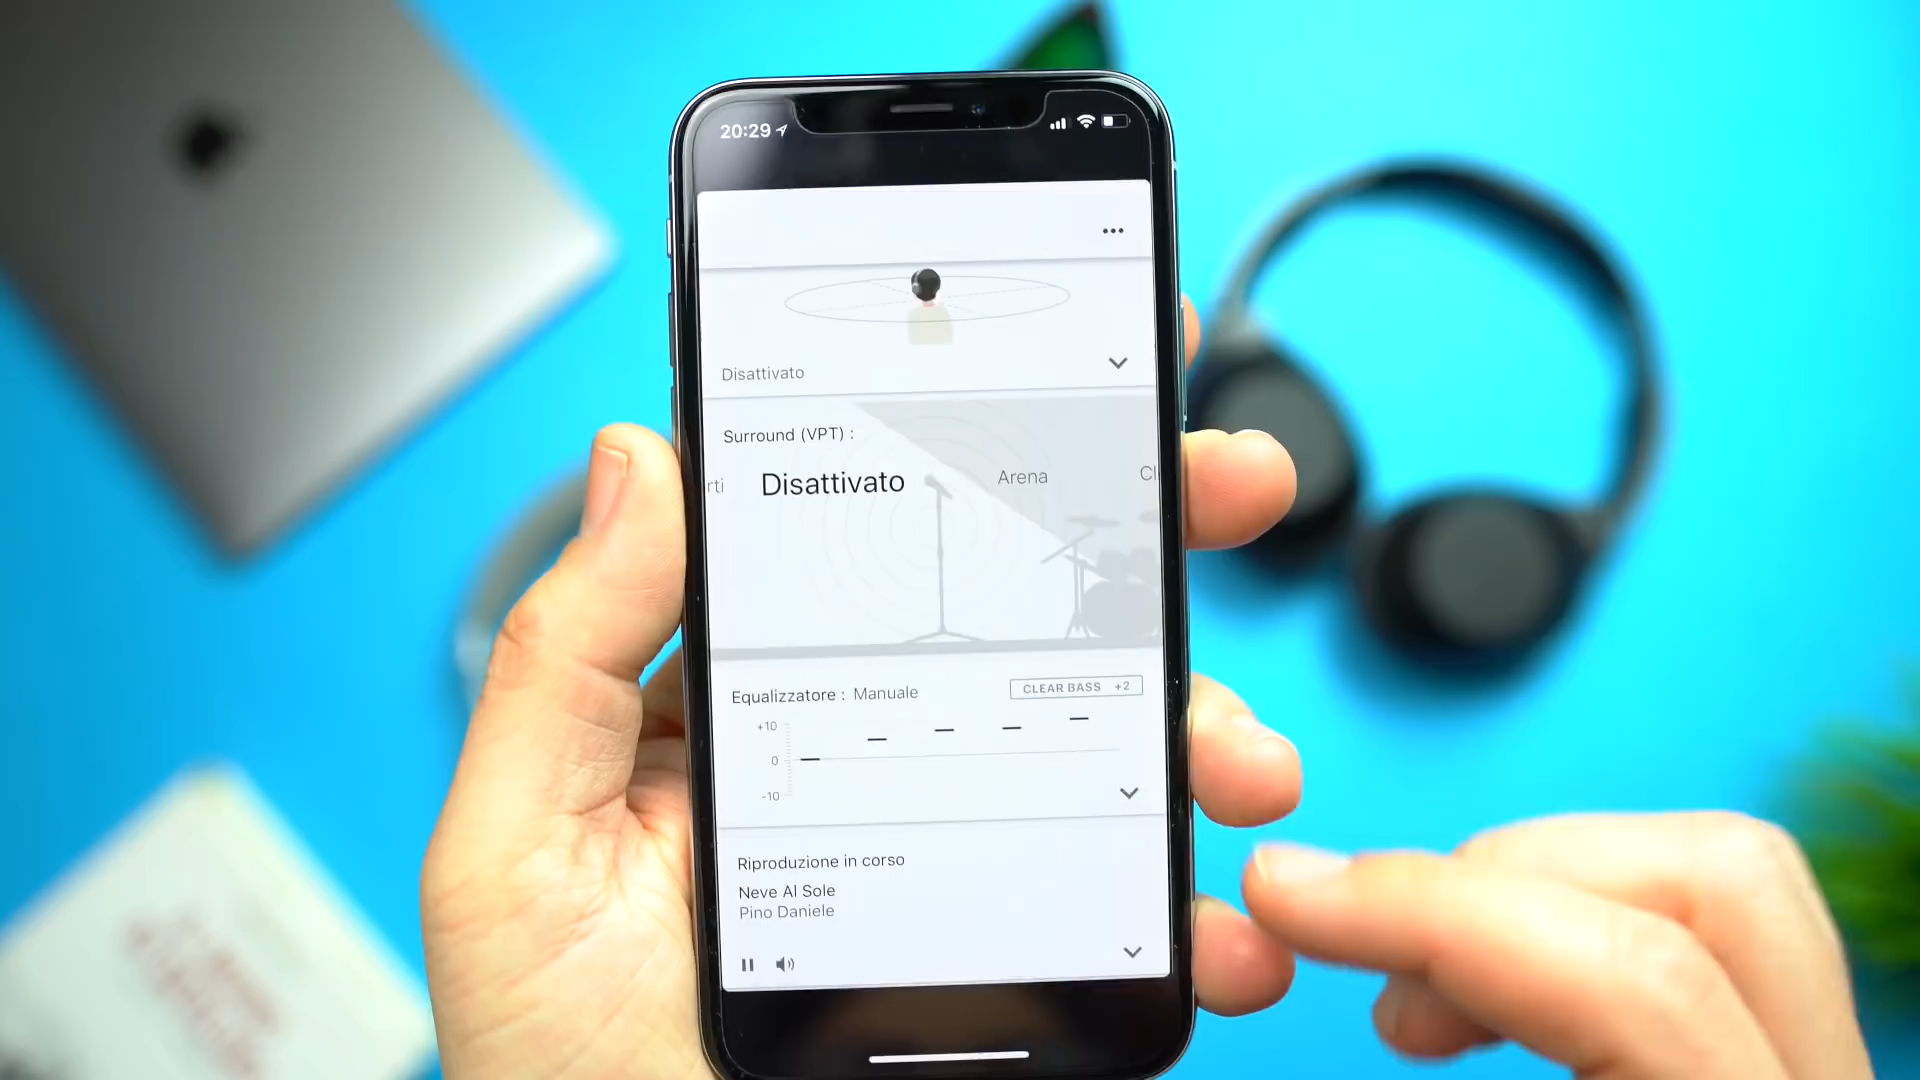 20:29
Disattivato
Surround (VPT) :
rti Disattivato Arena Cl
Equalizzatore : Manuale CLEAR BASS +2
+10
0
-10
Riproduzione in corso
Neve Al Sole
Pino Daniele